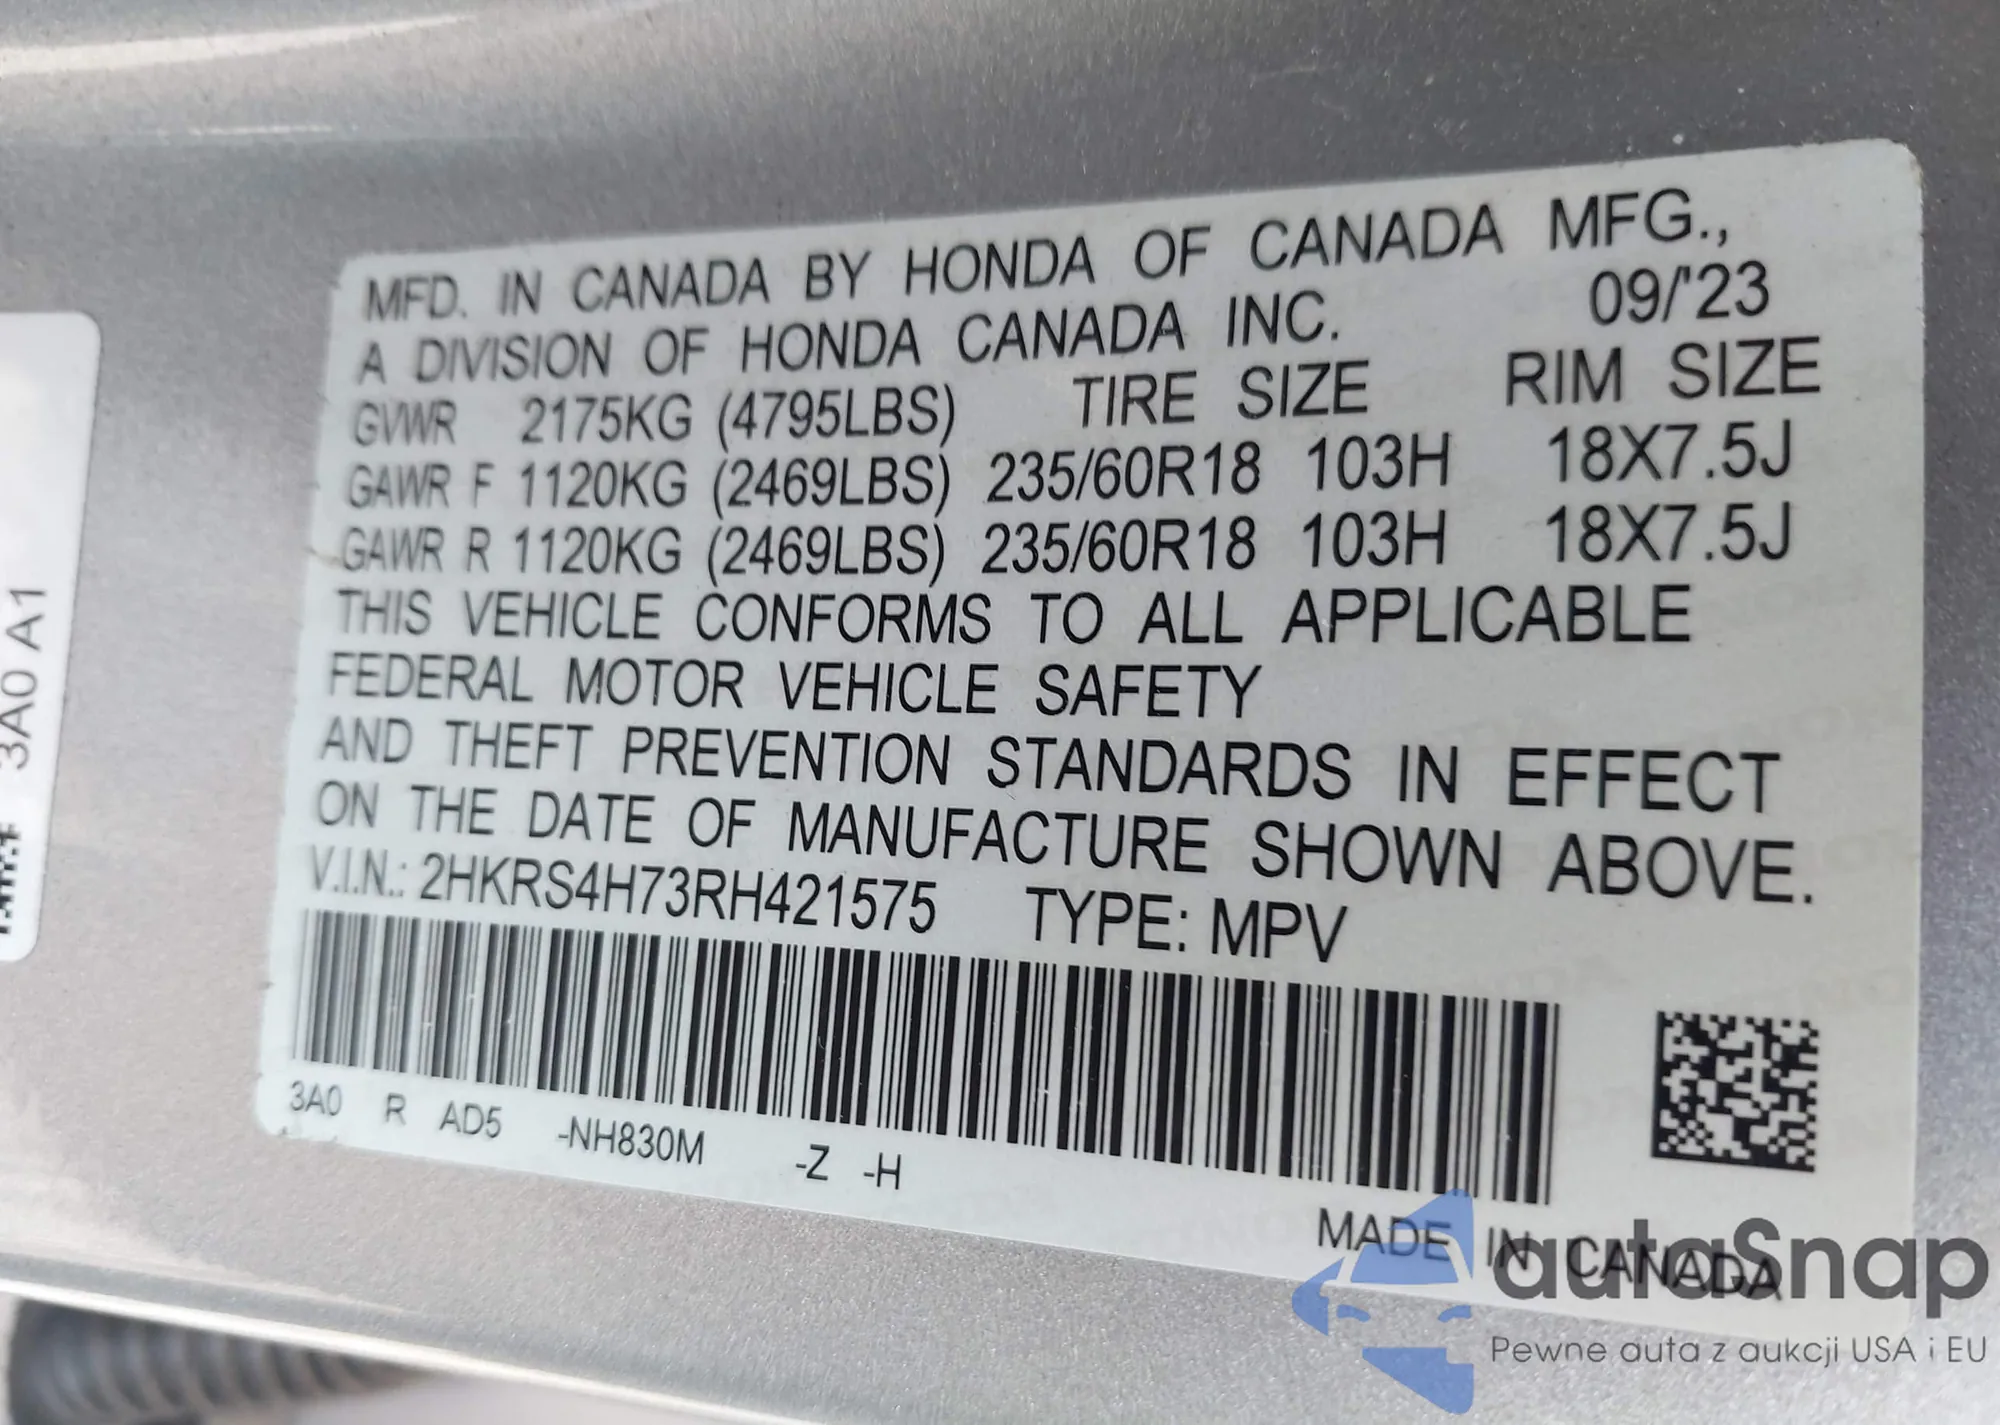 MFD. IN CANADA BY HONDA OF CANADA MFG.,
A DIVISION OF HONDA CANADA INC. 09/'23
GVWR 2175KG (4795LBS) TIRE SIZE RIM SIZE
GAWR F 1120KG (2469LBS) 235/60R18 103H 18X7.5J
GAWR R 1120KG (2469LBS) 235/60R18 103H 18X7.5J
THIS VEHICLE CONFORMS TO ALL APPLICABLE
FEDERAL MOTOR VEHICLE SAFETY
AND THEFT PREVENTION STANDARDS IN EFFECT
ON THE DATE OF MANUFACTURE SHOWN ABOVE.
V.I.N.: 2HKRS4H73RH421575 TYPE: MPV
3A0 R AD5 -NH830M -Z -H
MADE IN CANADA
3A0 A1
autaSnap
Pewne auta z aukcji USA i EU